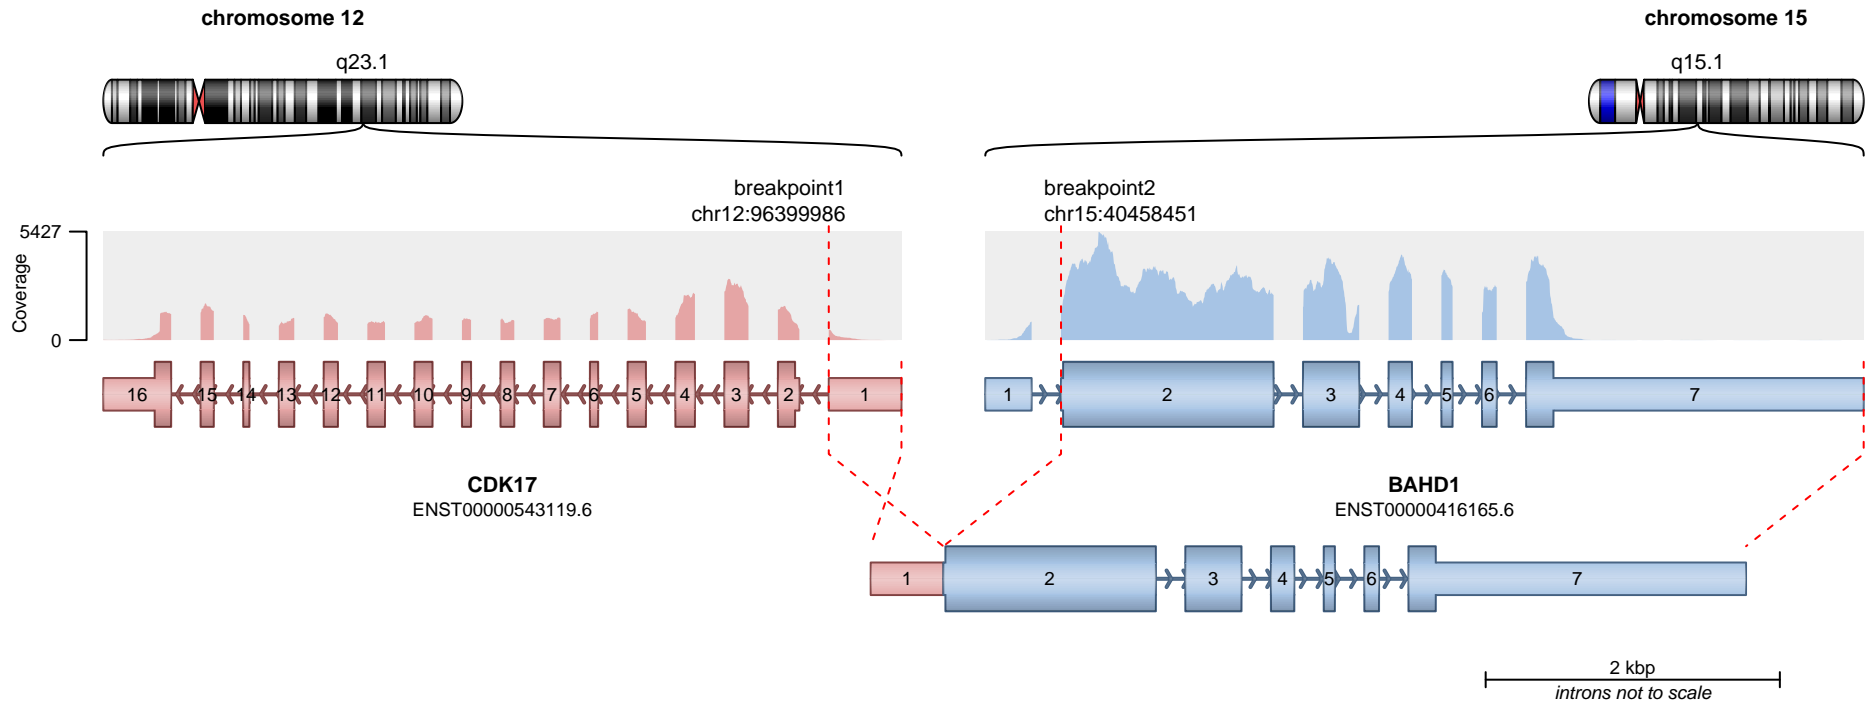 chromosome 12
chromosome 15
q23.1
q15.1
breakpoint1
chr12:96399986
breakpoint2
chr15:40458451
5427
Coverage
0
16 15 14 13 12 11 10 9 8 7 6 5 4 3 2 1
1 2 3 4 5 6 7
CDK17
ENST00000543119.6
BAHD1
ENST00000416165.6
1 2 3 4 5 6 7
2 kbp
introns not to scale